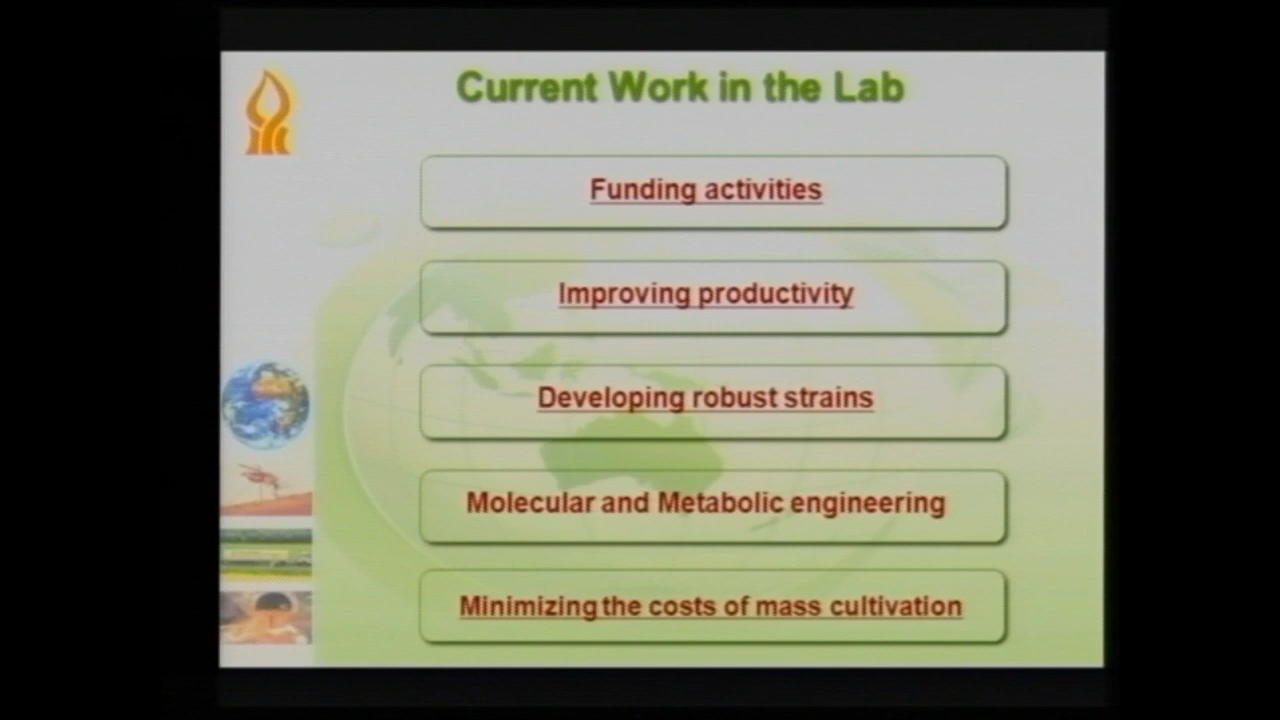 Current Work in the Lab
Funding activities
Improving productivity
Developing robust strains
Molecular and Metabolic engineering
Minimizing the costs of mass cultivation